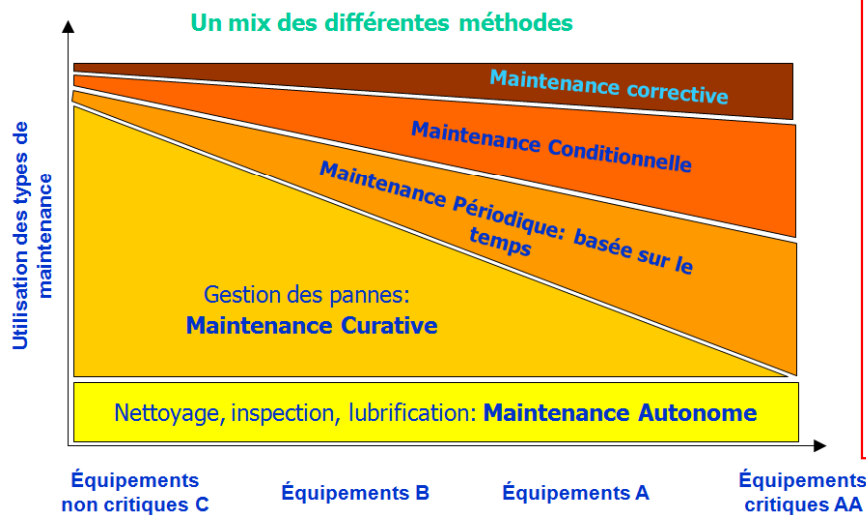 Un mix des différentes méthodes
Utilisation des types de
maintenance
Maintenance corrective
Maintenance Conditionnelle
Maintenance Périodique: basée sur le
temps
Gestion des pannes:
Maintenance Curative
Nettoyage, inspection, lubrification: Maintenance Autonome
Équipements
non critiques C
Équipements B
Équipements A
Équipements
critiques AA